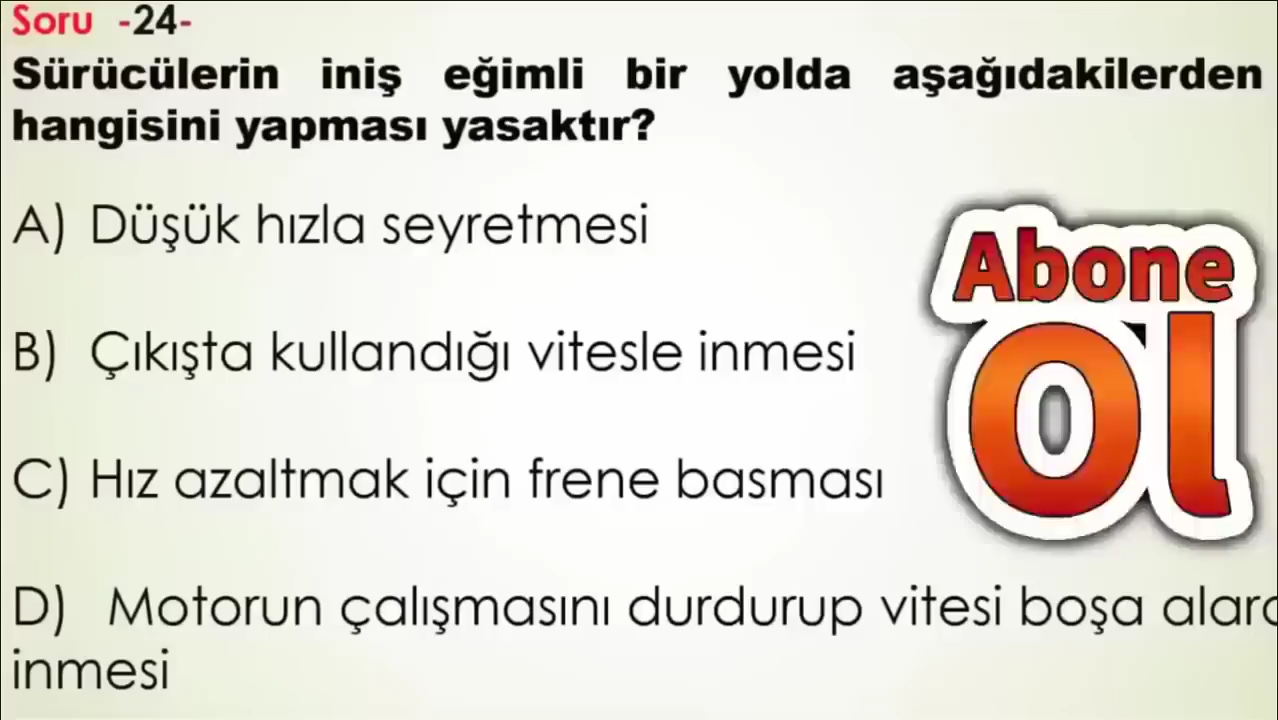 Soru -24-
Sürücülerin iniş eğimli bir yolda aşağıdakilerden
hangisini yapması yasaktır?
A) Düşük hızla seyretmesi
Abone
Ol
B) Çıkışta kullandığı vitesle inmesi
C) Hız azaltmak için frene basması
D) Motorun çalışmasını durdurup vitesi boşa
inmesi